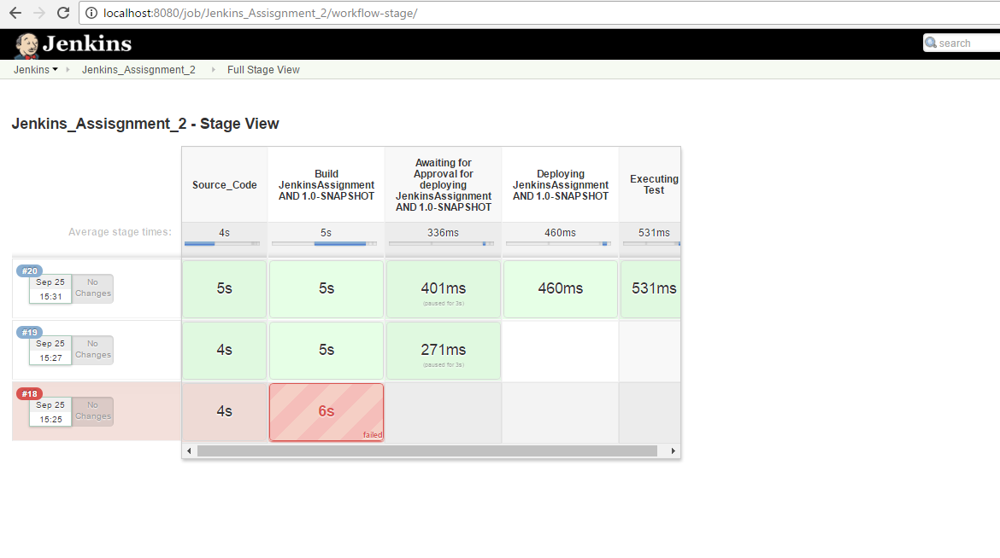 localhost:8080/job/Jenkins_Assisgnment_2/workflow-stage/
Jenkins
search
Jenkins
Jenkins_Assisgnment_2
Full Stage View
Jenkins_Assisgnment_2 - Stage View
Source_Code
Build
JenkinsAssignment
AND 1.0-SNAPSHOT
Awaiting for
Approval for
deploying
JenkinsAssignment
AND 1.0-SNAPSHOT
Deploying
JenkinsAssignment
AND 1.0-SNAPSHOT
Executing
Test
Average stage times:
4s
5s
336ms
460ms
531ms
#20
Sep 25
15:31
No
Changes
5s
5s
401ms
(paused for 3s)
460ms
531ms
#19
Sep 25
15:27
No
Changes
4s
5s
271ms
(paused for 3s)
#18
Sep 25
15:25
No
Changes
4s
6s
failed